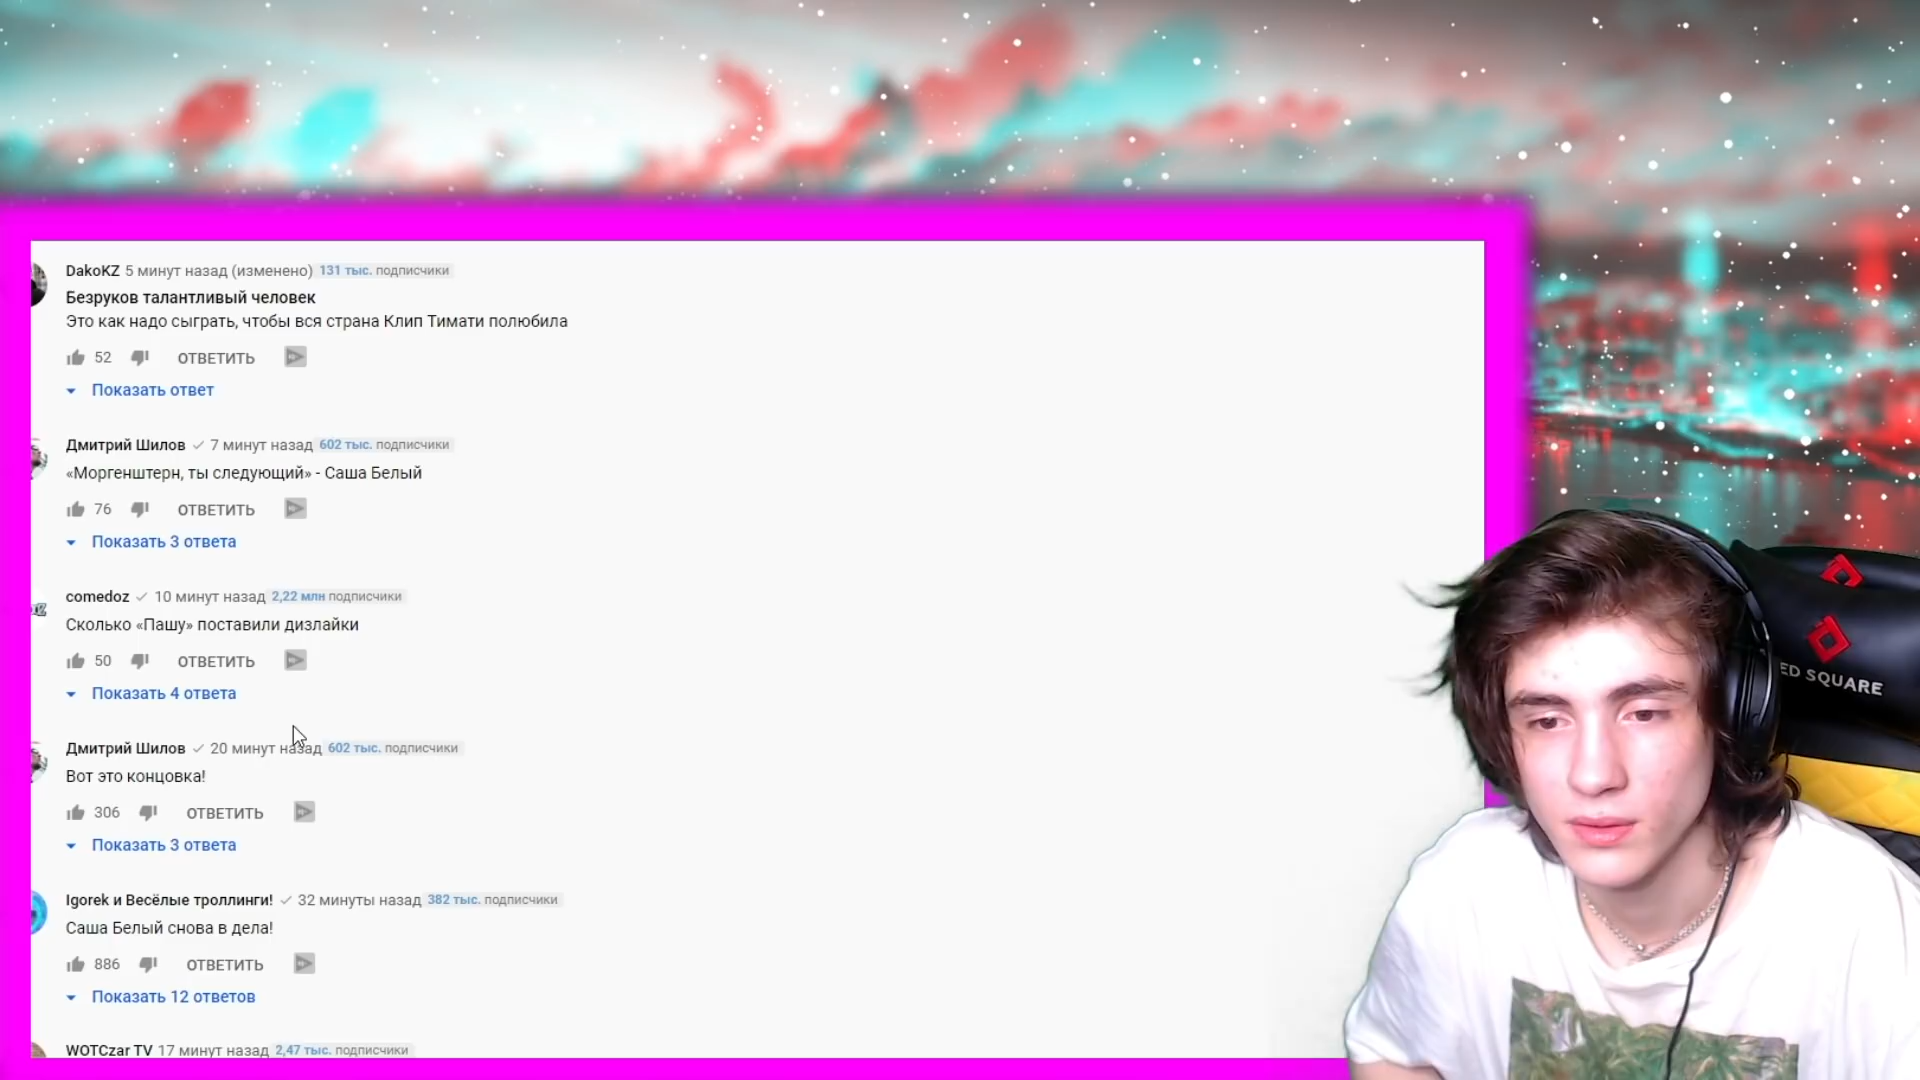 DakoKZ 5 минут назад (изменено) 131 тыс. подписчики
Безруков талантливый человек
Это как надо сыграть, чтобы вся страна Клип Тимати полюбила
52 ОТВЕТИТЬ
Показать ответ
Дмитрий Шилов 7 минут назад 602 тыс. подписчики
«Моргенштерн, ты следующий» - Саша Белый
76 ОТВЕТИТЬ
Показать 3 ответа
comedoz 10 минут назад 2,22 млн подписчики
Сколько «Пашу» поставили дизлайки
50 ОТВЕТИТЬ
Показать 4 ответа
Дмитрий Шилов 20 минут назад 602 тыс. подписчики
Вот это концовка!
306 ОТВЕТИТЬ
Показать 3 ответа
Igorek и Весёлые троллинги! 32 минуты назад 382 тыс. подписчики
Саша Белый снова в дела!
886 ОТВЕТИТЬ
Показать 12 ответов
WOTCzar TV 17 минут назад 2,47 тыс. подписчики
ED SQUARE